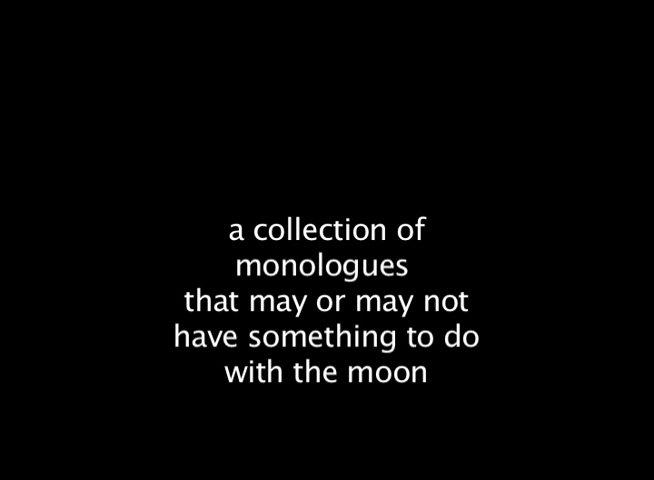 a collection of
monologues
that may or may not
have something to do
with the moon